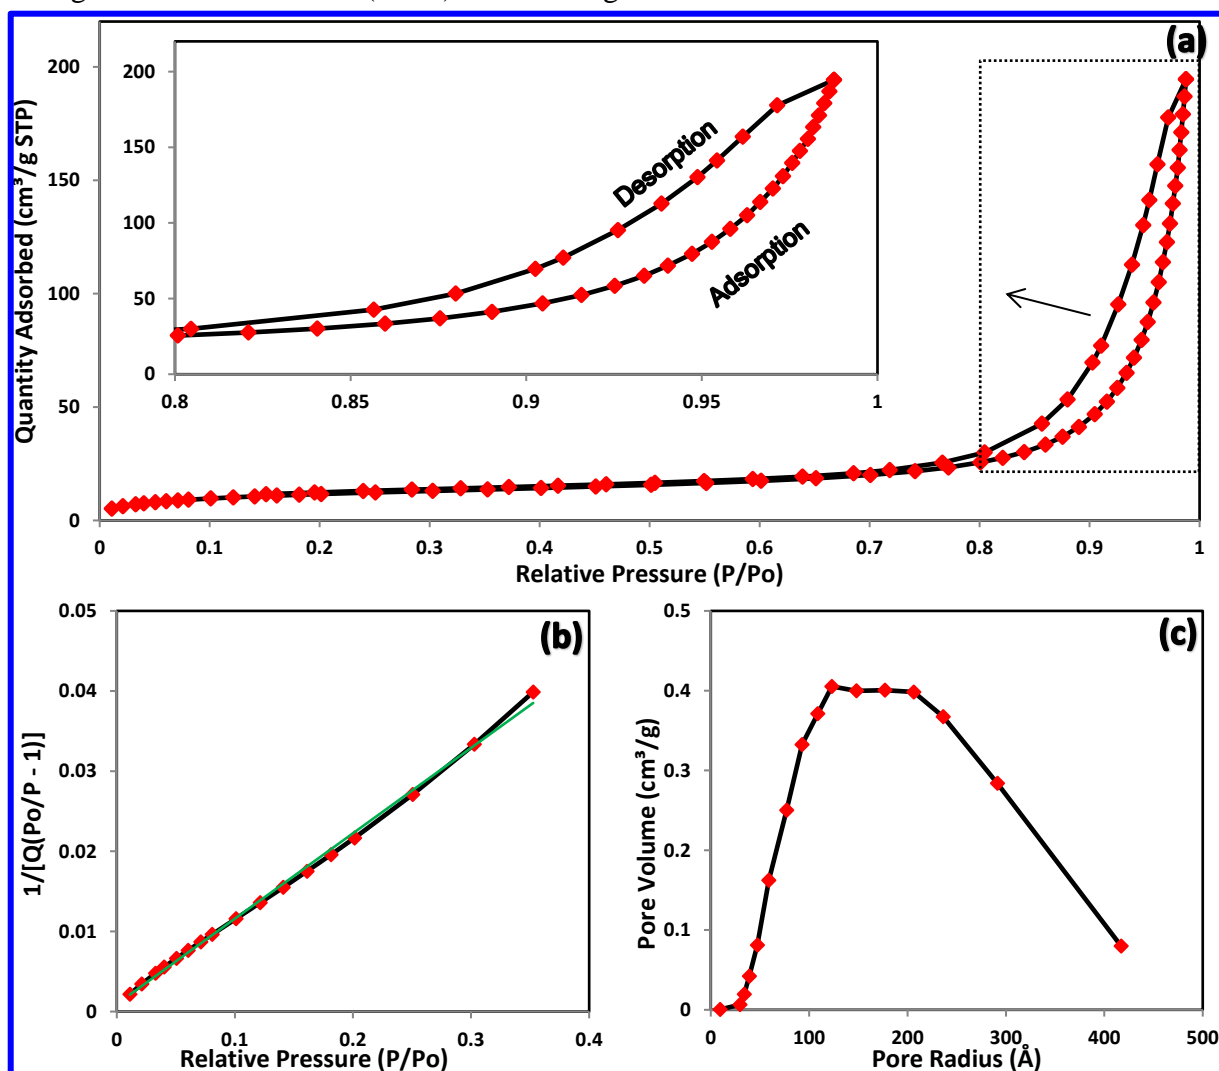 (a)
Quantity Adsorbed (cm³/g STP)
200
150
100
50
0
200
150
100
50
0
Desorption
Adsorption
0.8 0.85 0.9 0.95 1
0 0.1 0.2 0.3 0.4 0.5 0.6 0.7 0.8 0.9 1
Relative Pressure (P/Po)
(b)
1/[Q(Po/P - 1)]
0.05
0.04
0.03
0.02
0.01
0
0 0.1 0.2 0.3 0.4
Relative Pressure (P/Po)
(c)
Pore Volume (cm³/g)
0.5
0.4
0.3
0.2
0.1
0
0 100 200 300 400 500
Pore Radius (Å)